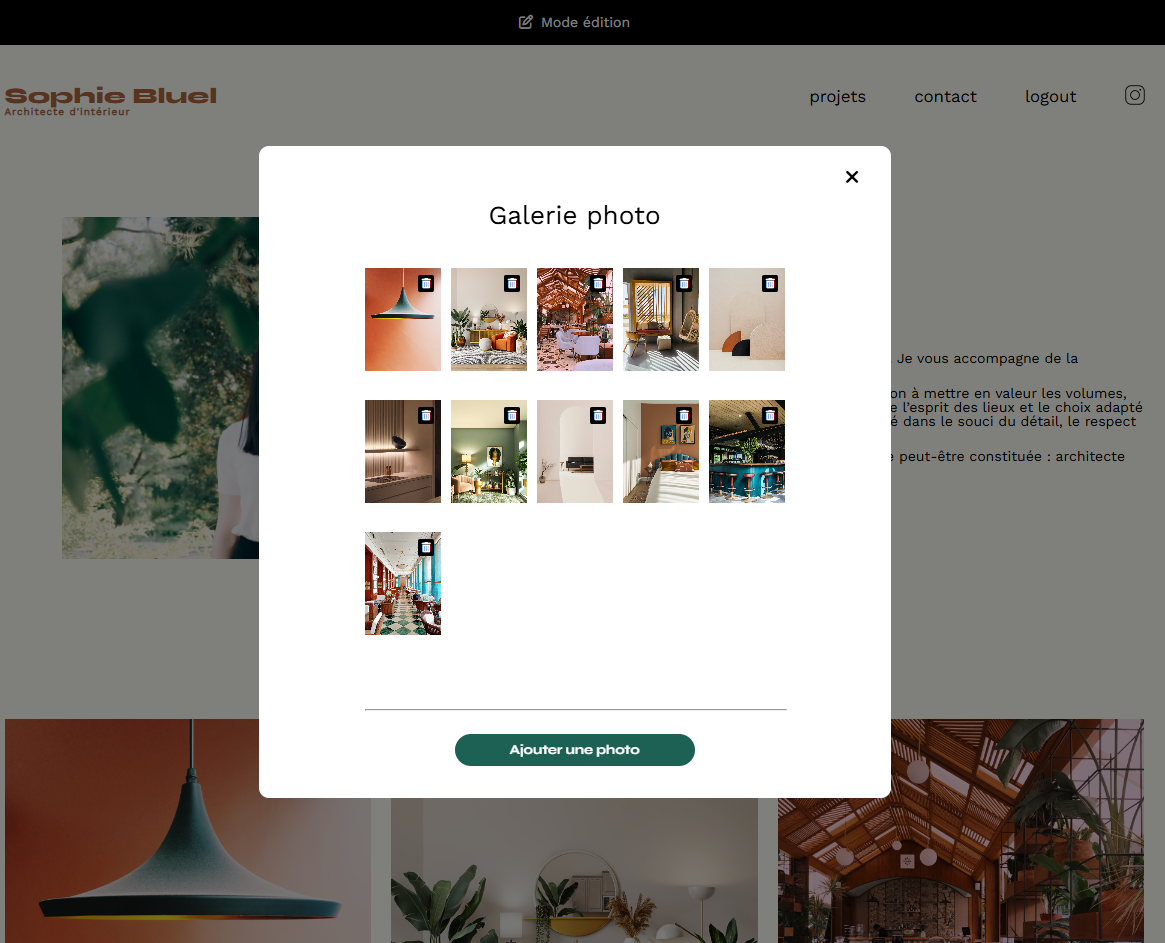 Mode édition
Sophie Bluel
Architecte d'intérieur
projets
contact
logout
Galerie photo
Je vous accompagne de la
on à mettre en valeur les volumes,
e l'esprit des lieux et le choix adapté
é dans le souci du détail, le respect
e peut-être constituée : architecte
Ajouter une photo